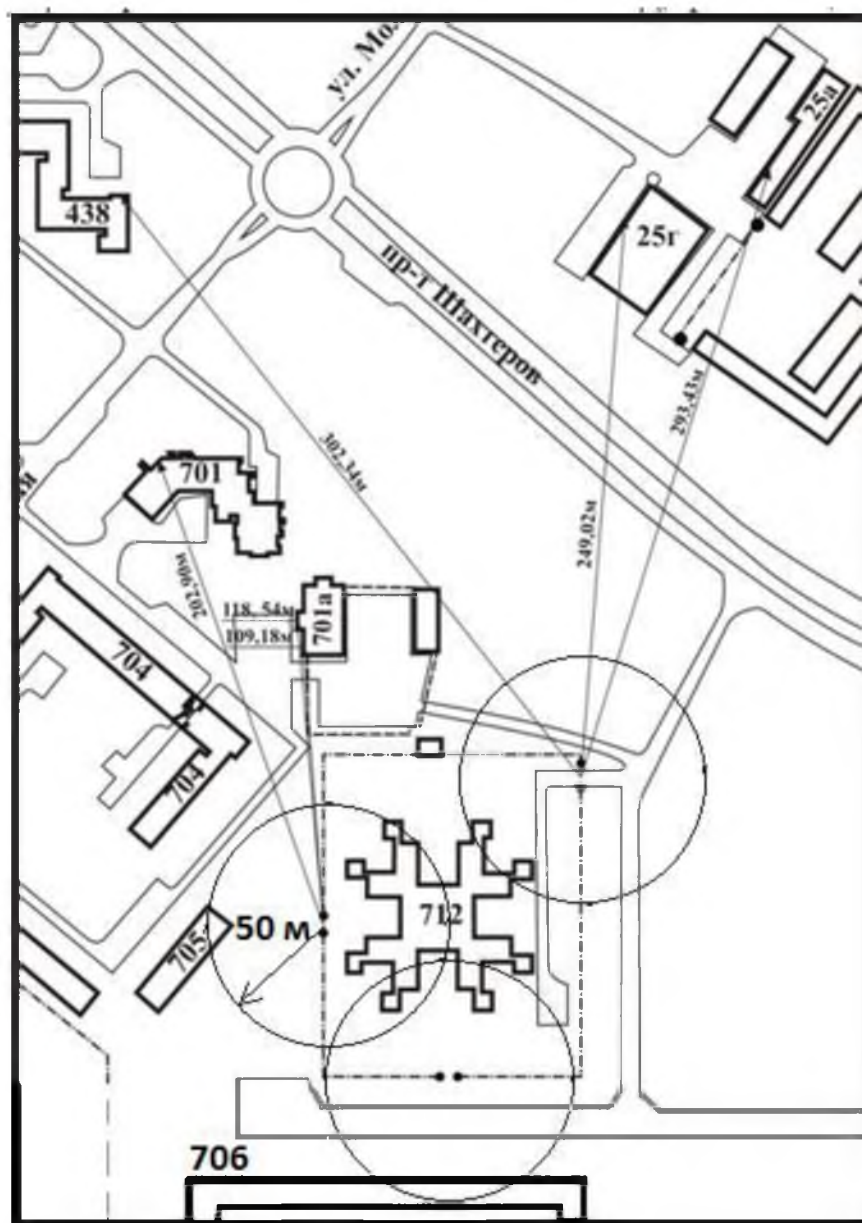 ул. Мол
25а
438
25г
пр-т Шахтеров
293,43м
302,34м
701
249,02м
202,90м
118, 54м
701а
109,18м
704
704
712
50 м
705
706